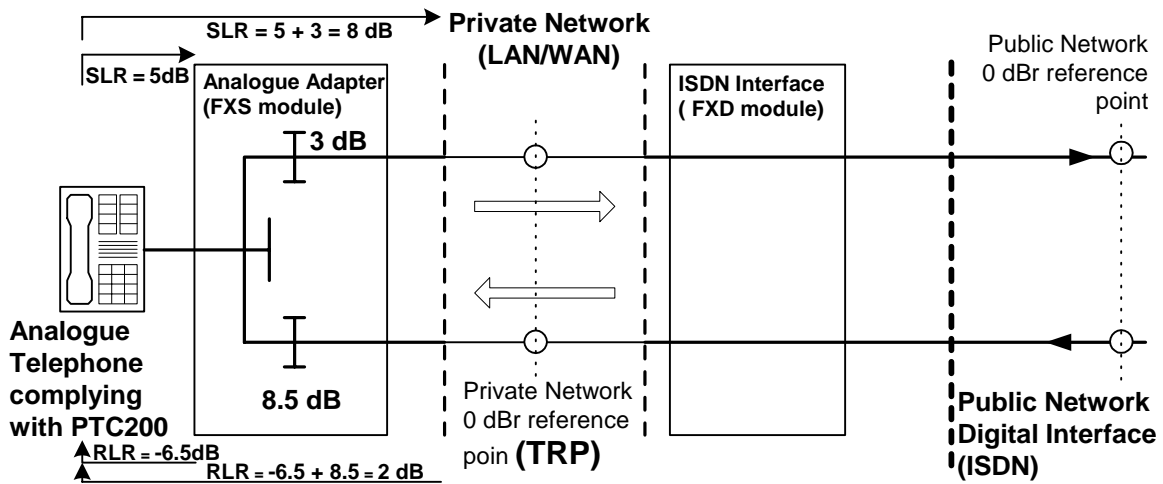 SLR = 5 + 3 = 8 dB
SLR = 5dB
Private Network
(LAN/WAN)
Public Network
0 dBr reference
point
Analogue Adapter
(FXS module)
ISDN Interface
( FXD module)
3 dB
Analogue
Telephone
complying
with PTC200
8.5 dB
Private Network
0 dBr reference
poin (TRP)
Public Network
Digital Interface
(ISDN)
RLR = -6.5dB
RLR = -6.5 + 8.5 = 2 dB